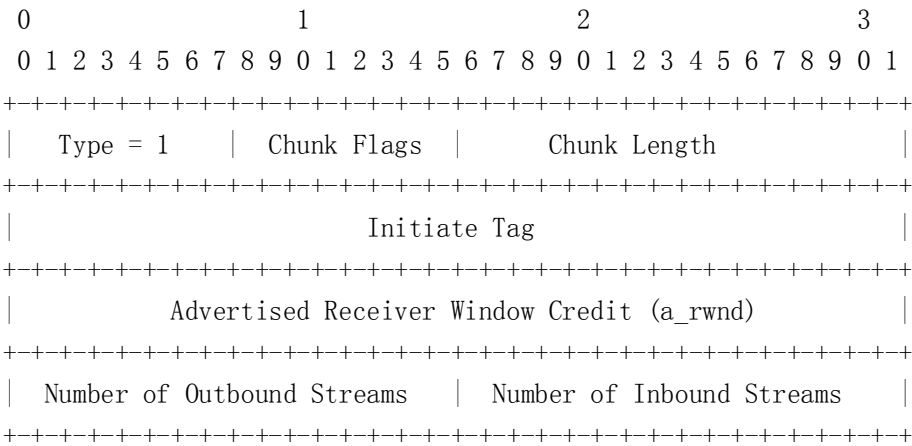 0                   1                   2                   3
0 1 2 3 4 5 6 7 8 9 0 1 2 3 4 5 6 7 8 9 0 1 2 3 4 5 6 7 8 9 0 1
+-+-+-+-+-+-+-+-+-+-+-+-+-+-+-+-+-+-+-+-+-+-+-+-+-+-+-+-+-+-+-+-+
|   Type = 1    |  Chunk Flags  |      Chunk Length             |
+-+-+-+-+-+-+-+-+-+-+-+-+-+-+-+-+-+-+-+-+-+-+-+-+-+-+-+-+-+-+-+-+
|                         Initiate Tag                          |
+-+-+-+-+-+-+-+-+-+-+-+-+-+-+-+-+-+-+-+-+-+-+-+-+-+-+-+-+-+-+-+-+
|           Advertised Receiver Window Credit (a_rwnd)          |
+-+-+-+-+-+-+-+-+-+-+-+-+-+-+-+-+-+-+-+-+-+-+-+-+-+-+-+-+-+-+-+-+
|  Number of Outbound Streams   |  Number of Inbound Streams    |
+-+-+-+-+-+-+-+-+-+-+-+-+-+-+-+-+-+-+-+-+-+-+-+-+-+-+-+-+-+-+-+-+